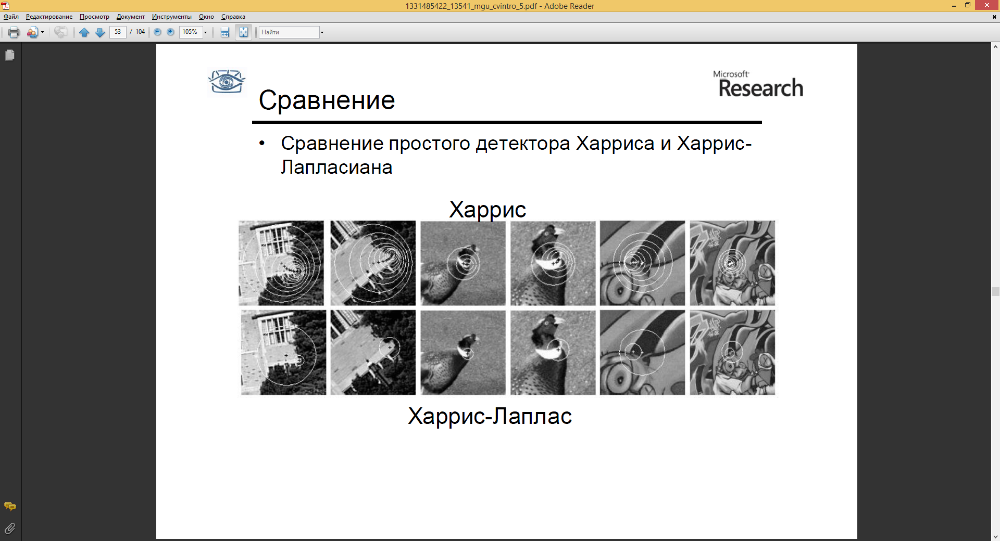 1331485422_13541_mgu_cvintro_5.pdf - Adobe Reader
Файл Редактирование Просмотр Документ Инструменты Окно Справка
53 / 104 105% Найти
Microsoft
Research
Сравнение
• Сравнение простого детектора Харриса и Харрис-
Лапласиана
Харрис
Харрис-Лаплас